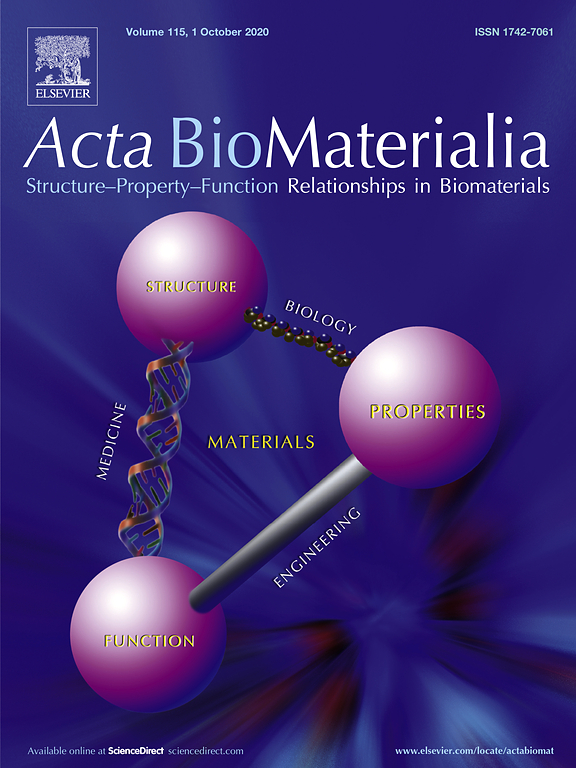 Volume 115, 1 October 2020
ISSN 1742-7061
ELSEVIER
Acta BioMaterialia
Structure–Property–Function Relationships in Biomaterials
STRUCTURE
BIOLOGY
PROPERTIES
MEDICINE
MATERIALS
ENGINEERING
FUNCTION
Available online at ScienceDirect sciencedirect.com
www.elsevier.com/locate/actabiomat